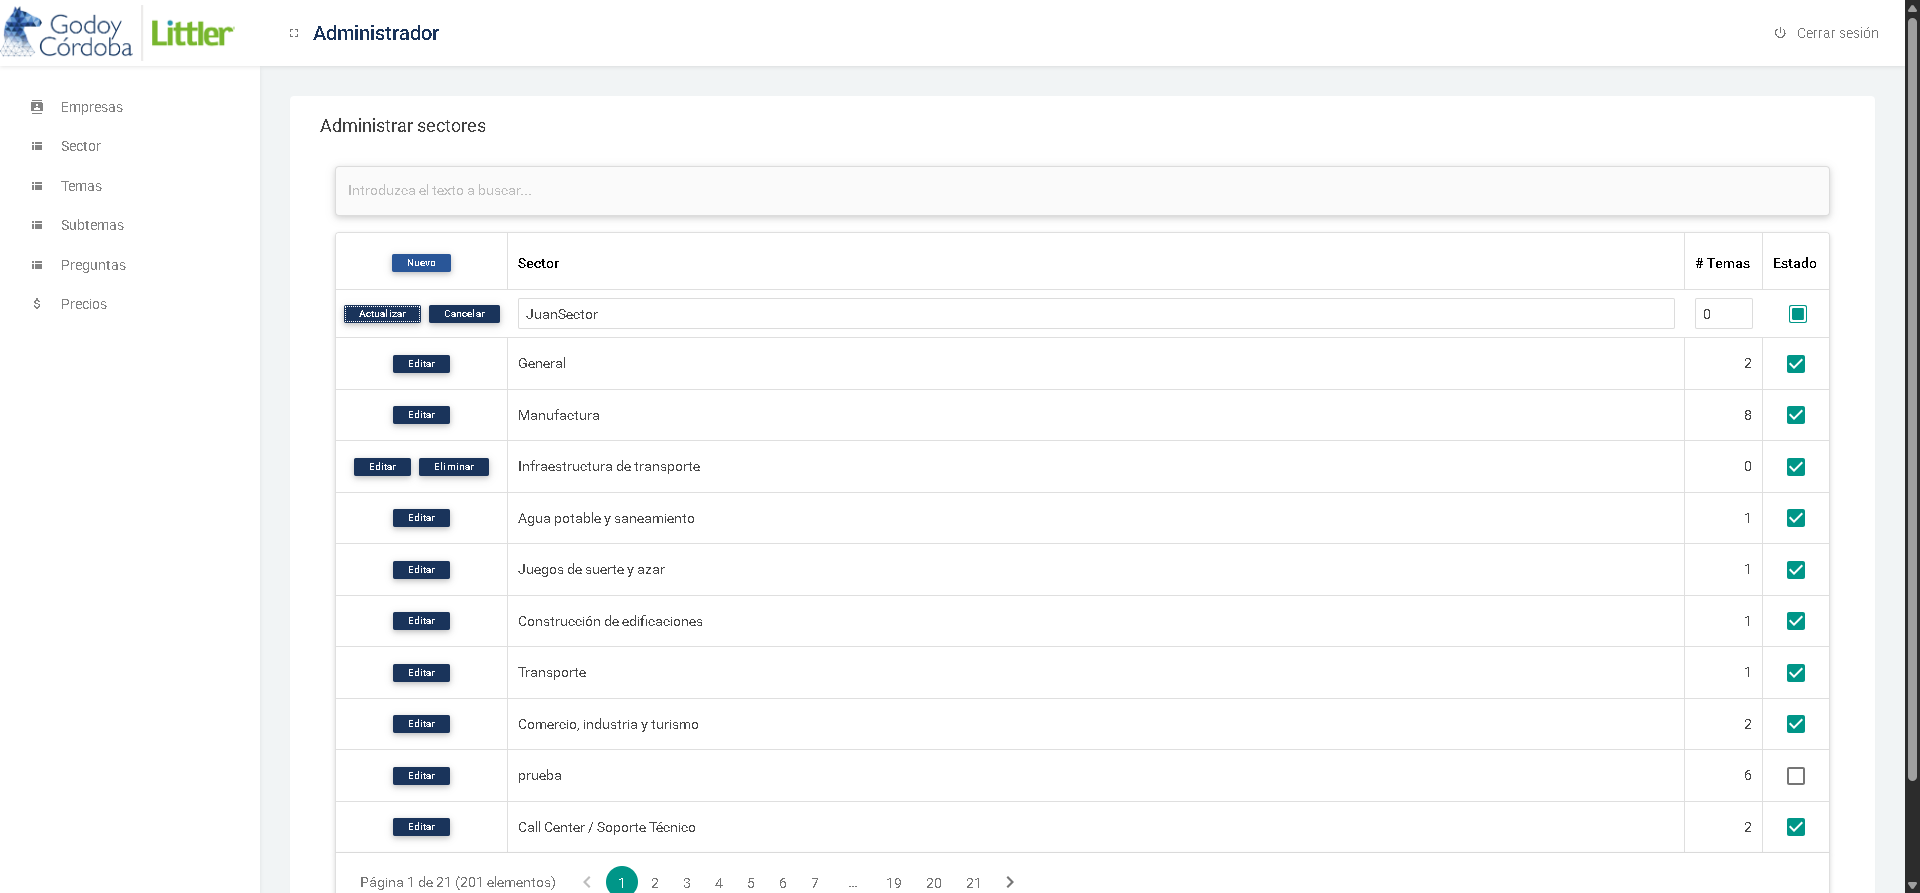 Godoy
Córdoba
Littler
Administrador
Cerrar sesión
Empresas
Sector
Temas
Subtemas
Preguntas
$ Precios
Administrar sectores
Introduzca el texto a buscar...
Nuevo Sector # Temas Estado
Actualizar Cancelar JuanSector 0
Editar General 2
Editar Manufactura 8
Editar Eliminar Infraestructura de transporte 0
Editar Agua potable y saneamiento 1
Editar Juegos de suerte y azar 1
Editar Construcción de edificaciones 1
Editar Transporte 1
Editar Comercio, industria y turismo 2
Editar prueba 6
Editar Call Center / Soporte Técnico 2
Página 1 de 21 (201 elementos) 1 2 3 4 5 6 7 ... 19 20 21